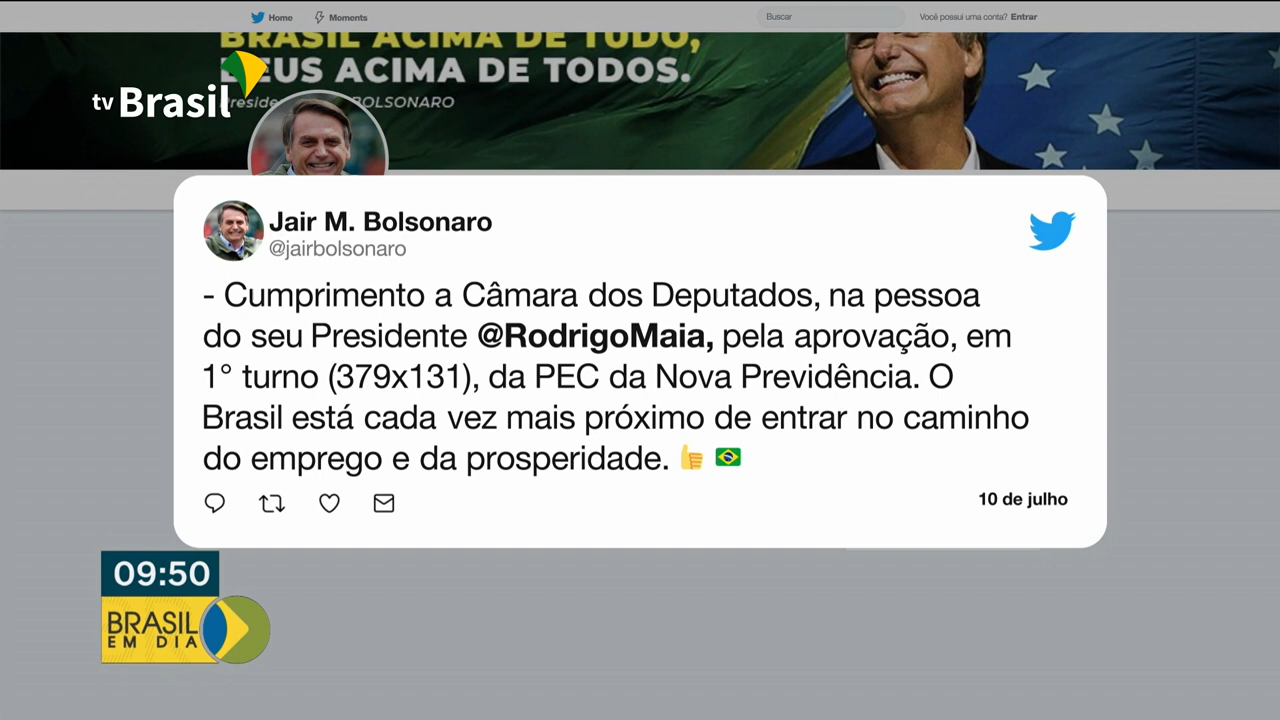 Home Moments Buscar Você possui uma conta? Entrar
BRASIL ACIMA DE TUDO,
DEUS ACIMA DE TODOS.
tv Brasil
BOLSONARO
Jair M. Bolsonaro
@jairbolsonaro
- Cumprimento a Câmara dos Deputados, na pessoa
do seu Presidente @RodrigoMaia, pela aprovação, em
1° turno (379x131), da PEC da Nova Previdência. O
Brasil está cada vez mais próximo de entrar no caminho
do emprego e da prosperidade. 👍 🇧🇷
10 de julho
09:50
BRASIL
EM DIA